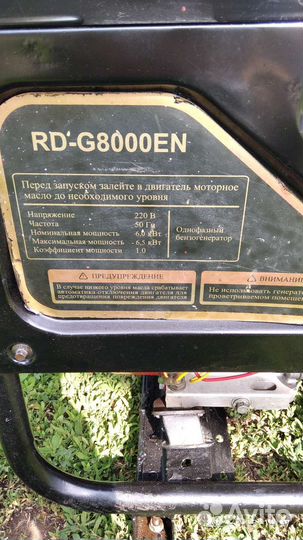 RD-G8000EN
Перед запуском залейте в двигатель моторное
масло до необходимого уровня
Напряжение 220 В
Частота 50 Гц
Номинальная мощность 6,0 кВт
Максимальная мощность 6,5 кВт
Коэффициент мощности 1.0
Однофазный
бензогенератор
ПРЕДУПРЕЖДЕНИЕ
В случае низкого уровня масла срабатывает
автоматика отключения двигателя для
предотвращения повреждения двигателя
ВНИМАНИ
Не использовать генерат
проветриваемом помеще
Avito